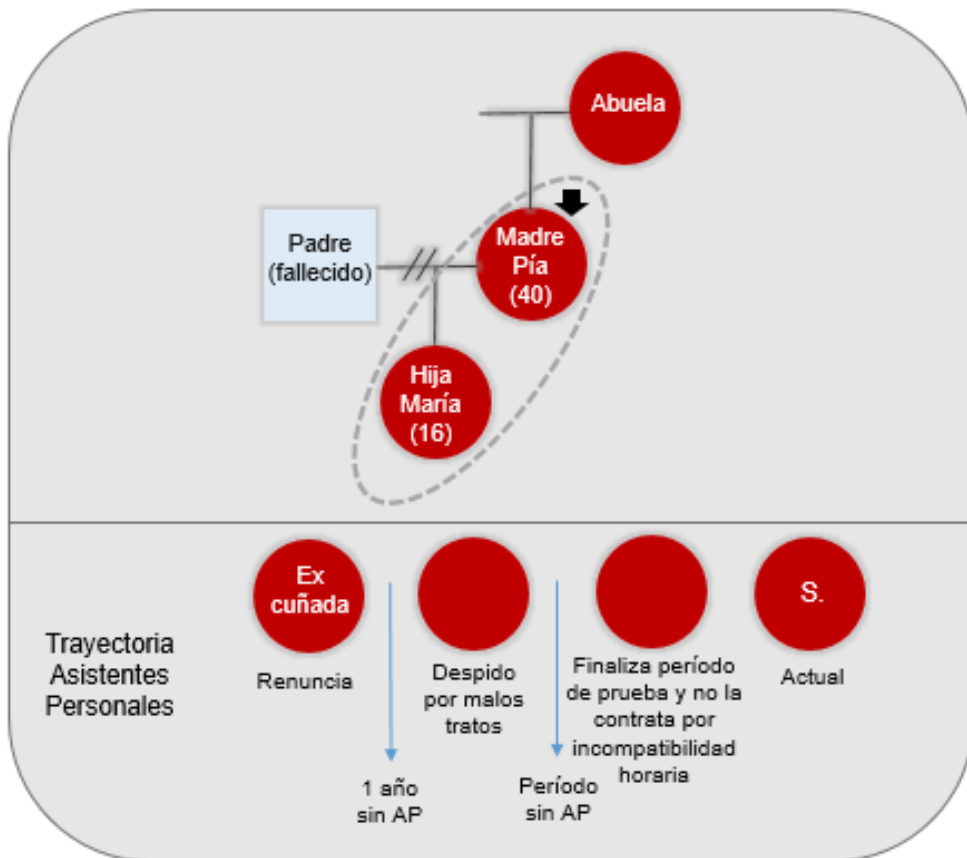 Abuela
Padre
(fallecido)
Madre
Pía
(40)
Hija
María
(16)
Trayectoria
Asistentes
Personales
Ex
cuñada
Renuncia
1 año
sin AP
Despido
por malos
tratos
Período
sin AP
Finaliza período
de prueba y no la
contrata por
incompatibilidad
horaria
S.
Actual